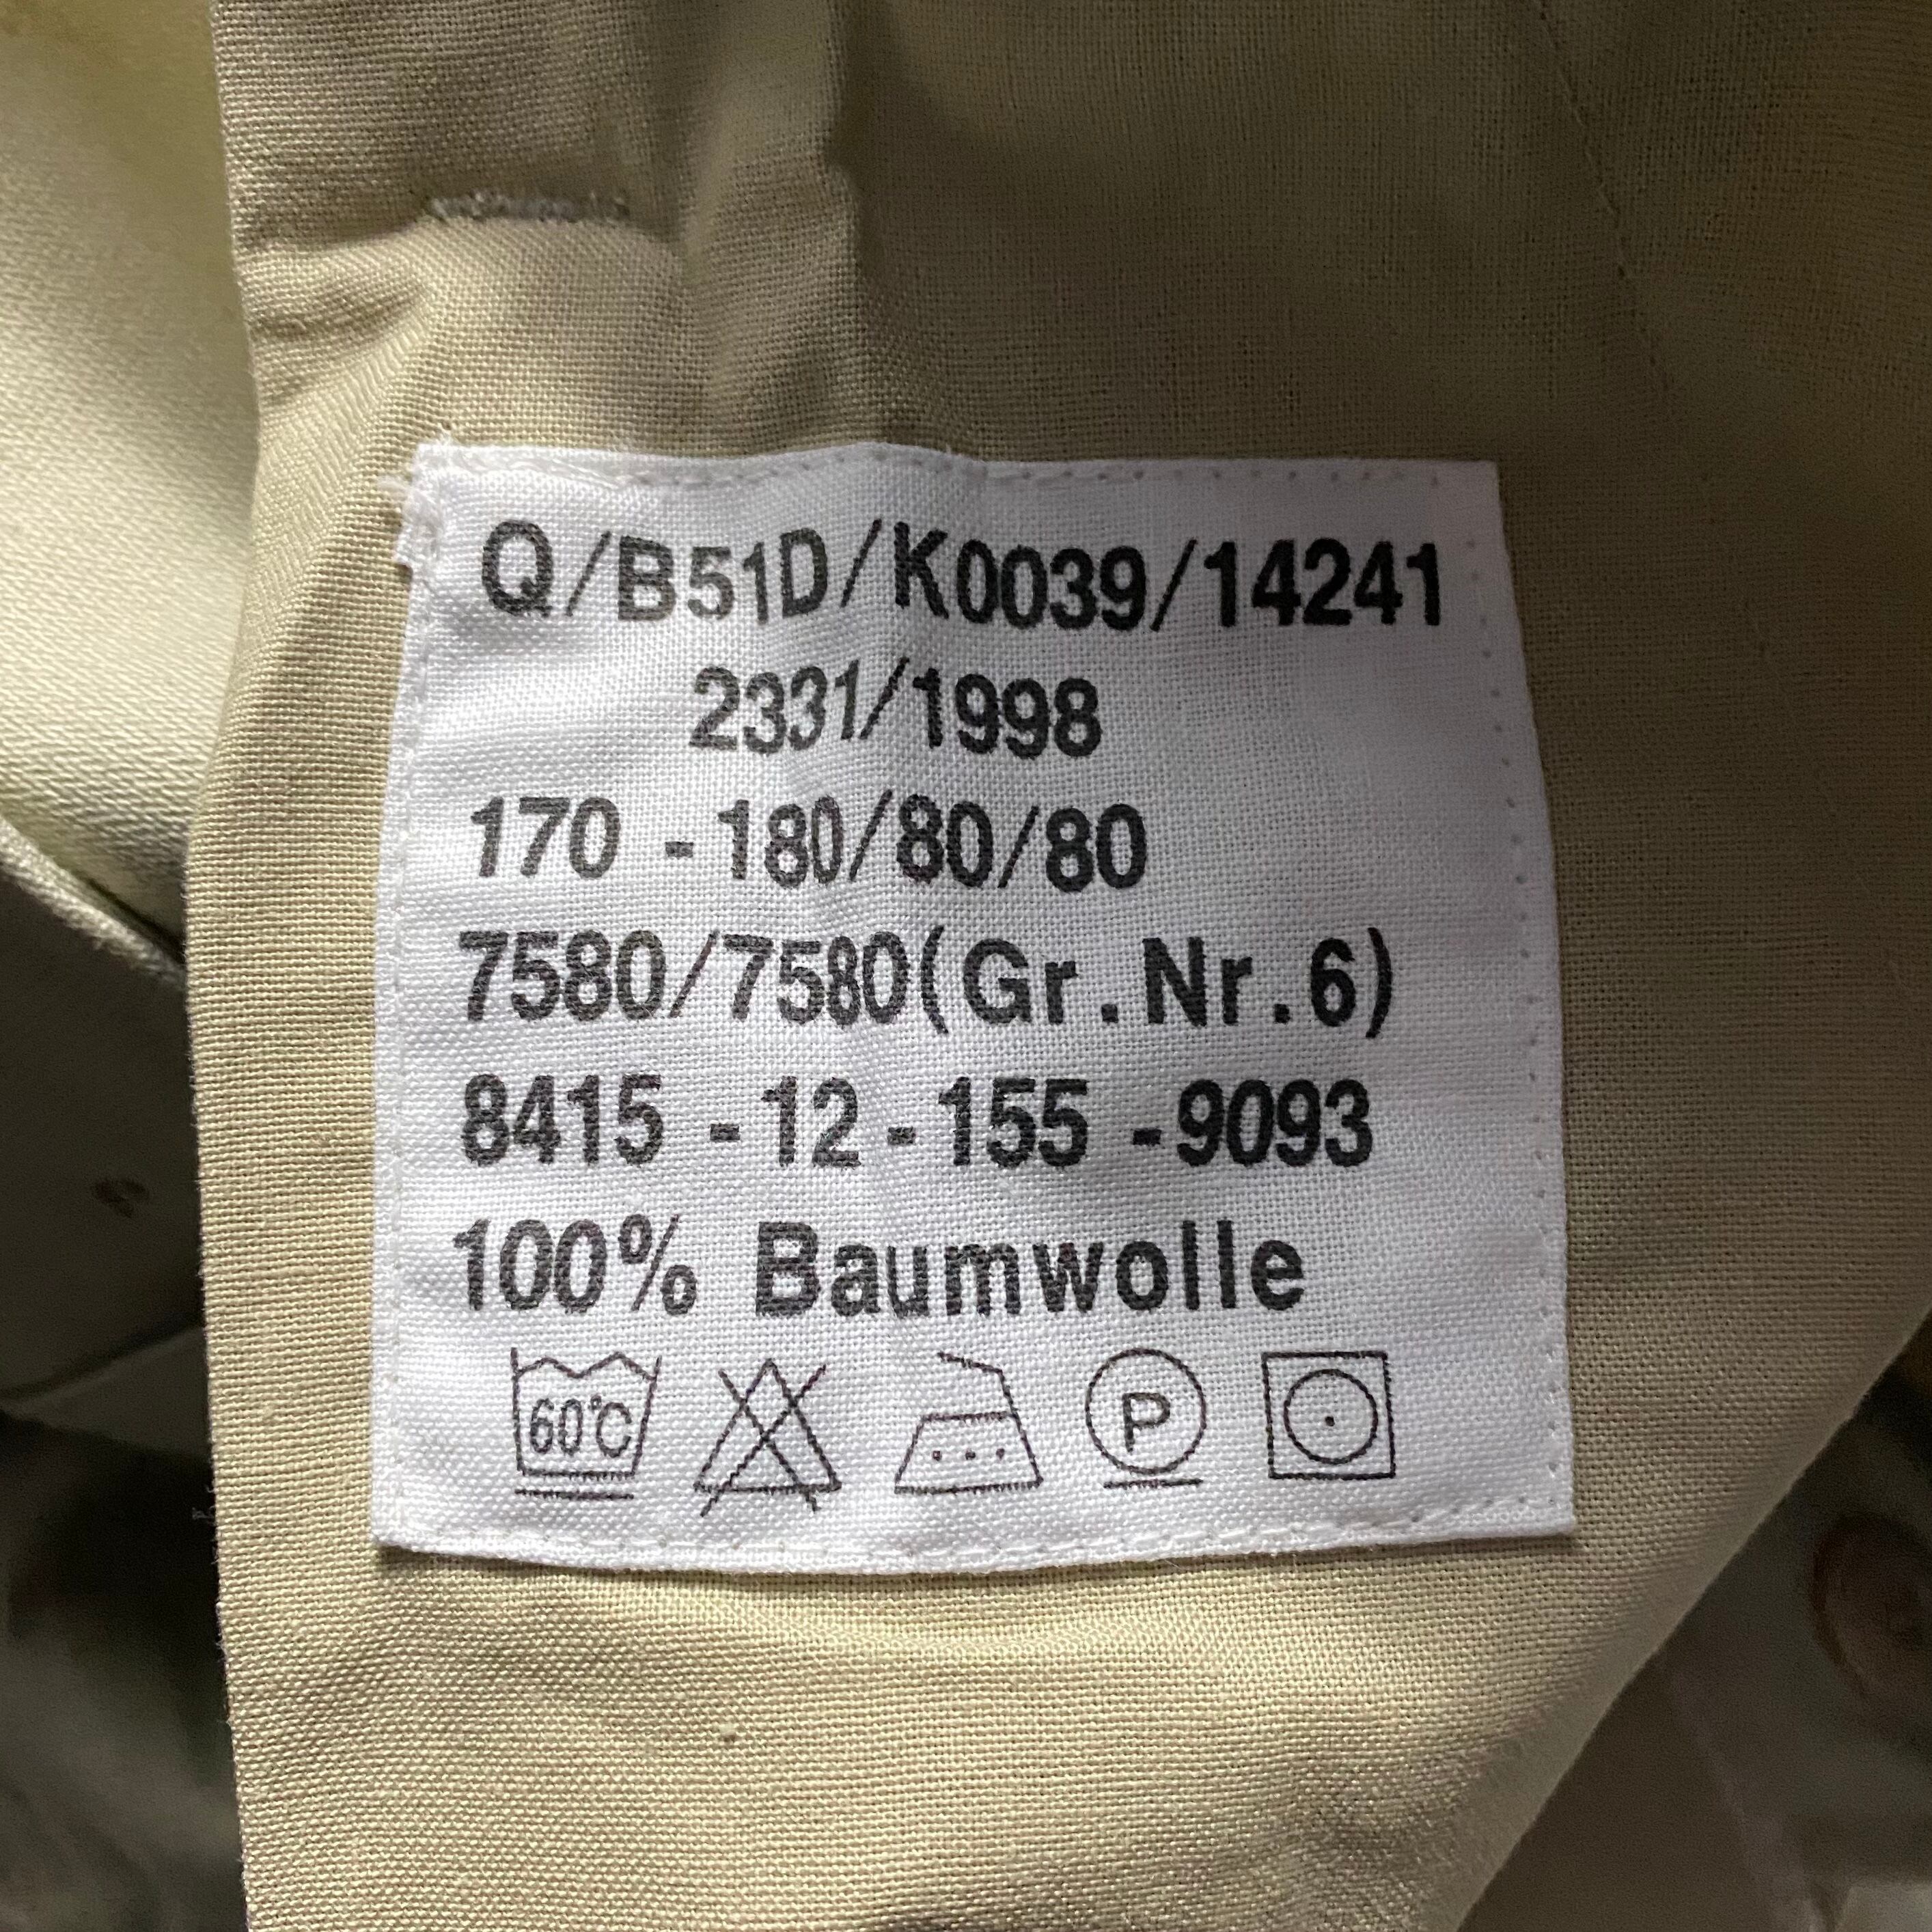 Q/B51D/K0039/14241
2331/1998
170 - 180/80/80
7580/7580(Gr.Nr.6)
8415 - 12 - 155 - 9093
100% Baumwolle
60°C P